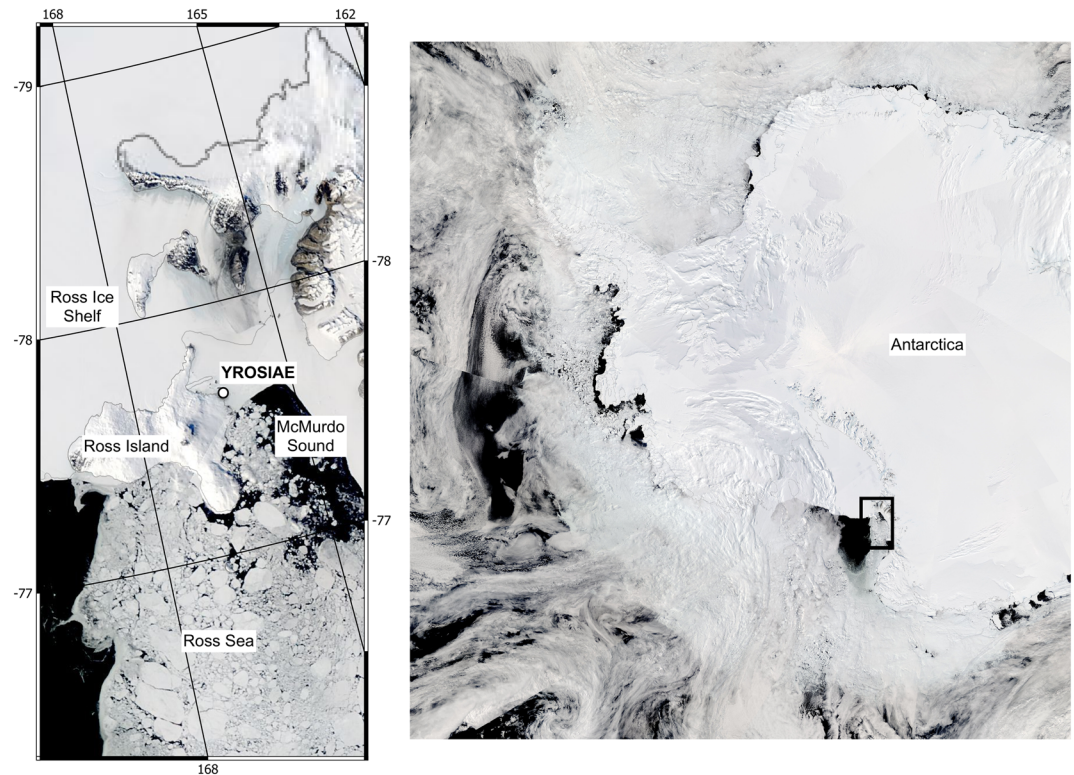 168
165
162
-79
-78
Ross Ice
Shelf
-78
YROSIAE
McMurdo
Sound
Ross Island
-77
-77
Ross Sea
168
Antarctica